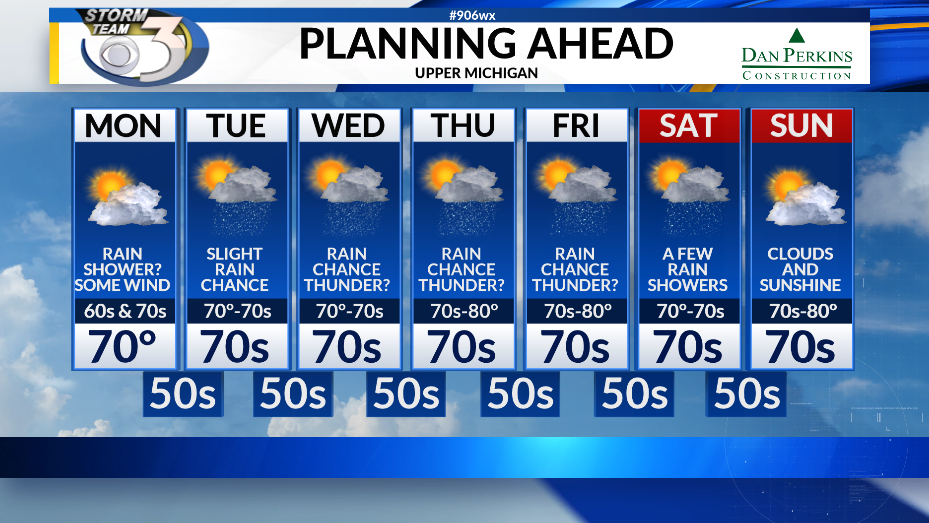 #906wx
STORM
TEAM
3
PLANNING AHEAD
UPPER MICHIGAN
DAN PERKINS
CONSTRUCTION
MON
RAIN
SHOWER?
SOME WIND
60s & 70s
70º
TUE
SLIGHT
RAIN
CHANCE
70º-70s
70s
WED
RAIN
CHANCE
THUNDER?
70º-70s
70s
THU
RAIN
CHANCE
THUNDER?
70s-80º
70s
FRI
RAIN
CHANCE
THUNDER?
70s-80º
70s
SAT
A FEW
RAIN
SHOWERS
70º-70s
70s
SUN
CLOUDS
AND
SUNSHINE
70s-80º
70s
50s
50s
50s
50s
50s
50s